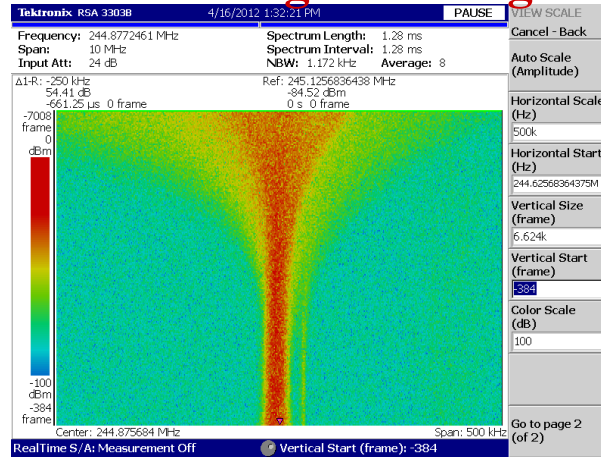 Tektronix RSA 3303B 4/16/2012 1:32:21 PM PAUSE
Frequency: 244.8772461 MHz Spectrum Length: 1.28 ms
Span: 10 MHz Spectrum Interval: 1.28 ms
Input Att: 24 dB NBW: 1.172 kHz Average: 8
Δ1-R: -250 kHz Ref: 245.1256836438 MHz
54.41 dB -84.52 dBm
-661.25 µs 0 frame 0 s 0 frame
-7008
frame
0
dBm
-100
dBm
-384
frame
Center: 244.875684 MHz Span: 500 kHz
RealTime S/A: Measurement Off Vertical Start (frame): -384
VIEW SCALE
Cancel - Back
Auto Scale
(Amplitude)
Horizontal Scale
(Hz)
500k
Horizontal Start
(Hz)
244.62568364375M
Vertical Size
(frame)
6.624k
Vertical Start
(frame)
-384
Color Scale
(dB)
100
Go to page 2
(of 2)